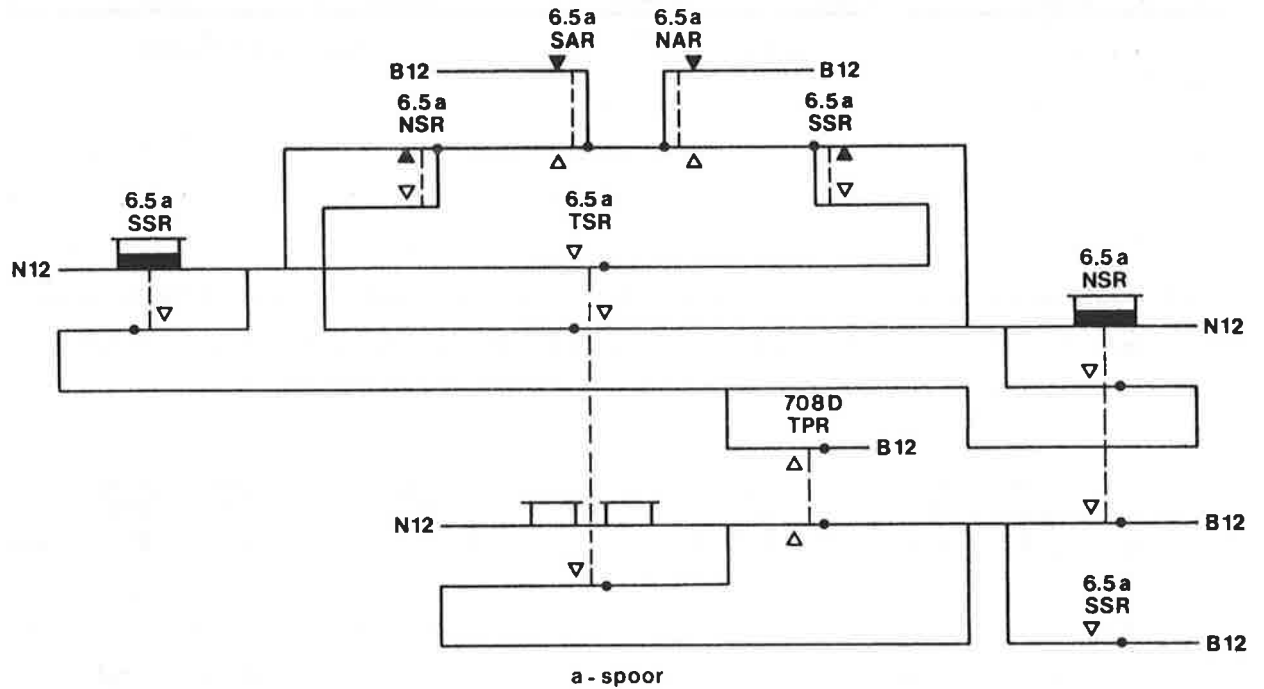 6.5a 6.5a
SAR NAR
B12 B12
6.5a 6.5a
NSR SSR
6.5a 6.5a
SSR TSR
N12
6.5a
NSR
N12
708D
TPR
B12
N12 B12
6.5a
SSR
B12
a - spoor